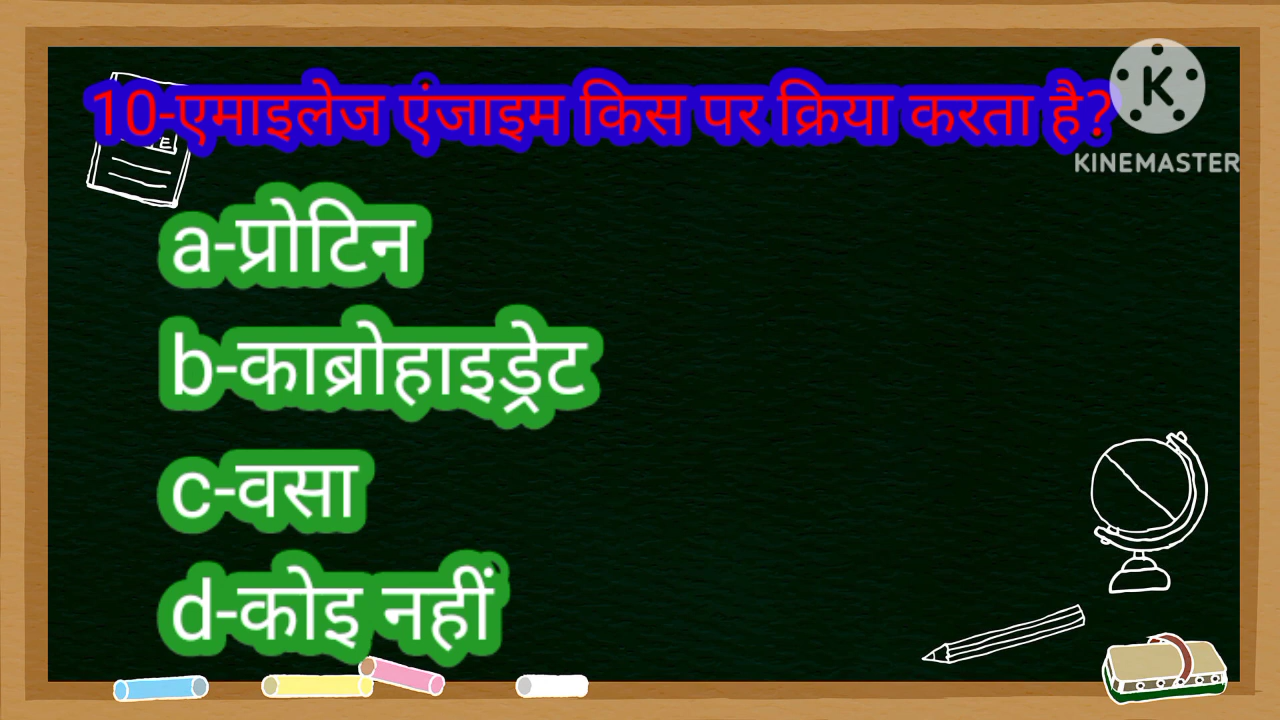 10-एमाइलेज एंजाइम किस पर क्रिया करता है?
KINEMASTER
a-प्रोटिन
b-काब्रोहाइड्रेट
c-वसा
d-कोइ नहीं